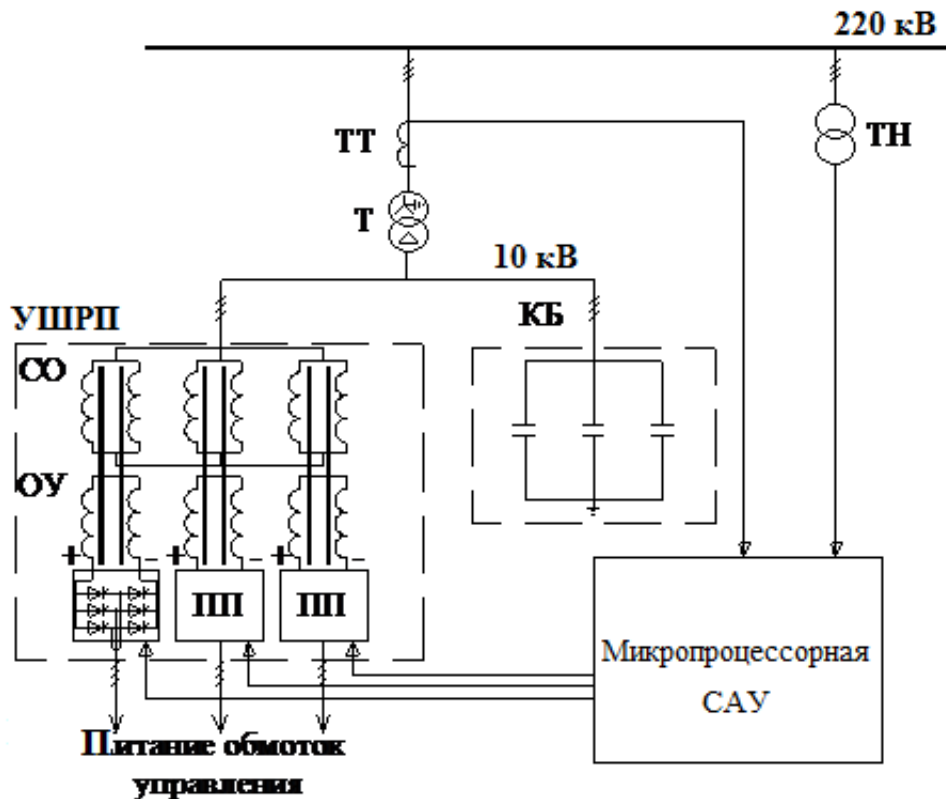 220 кВ
ТТ
ТН
Т
10 кВ
УШРП
КБ
СО
ОУ
+
-
+
-
+
-
ПП
ПП
Микропроцессорная
САУ
Питание обмоток
управления